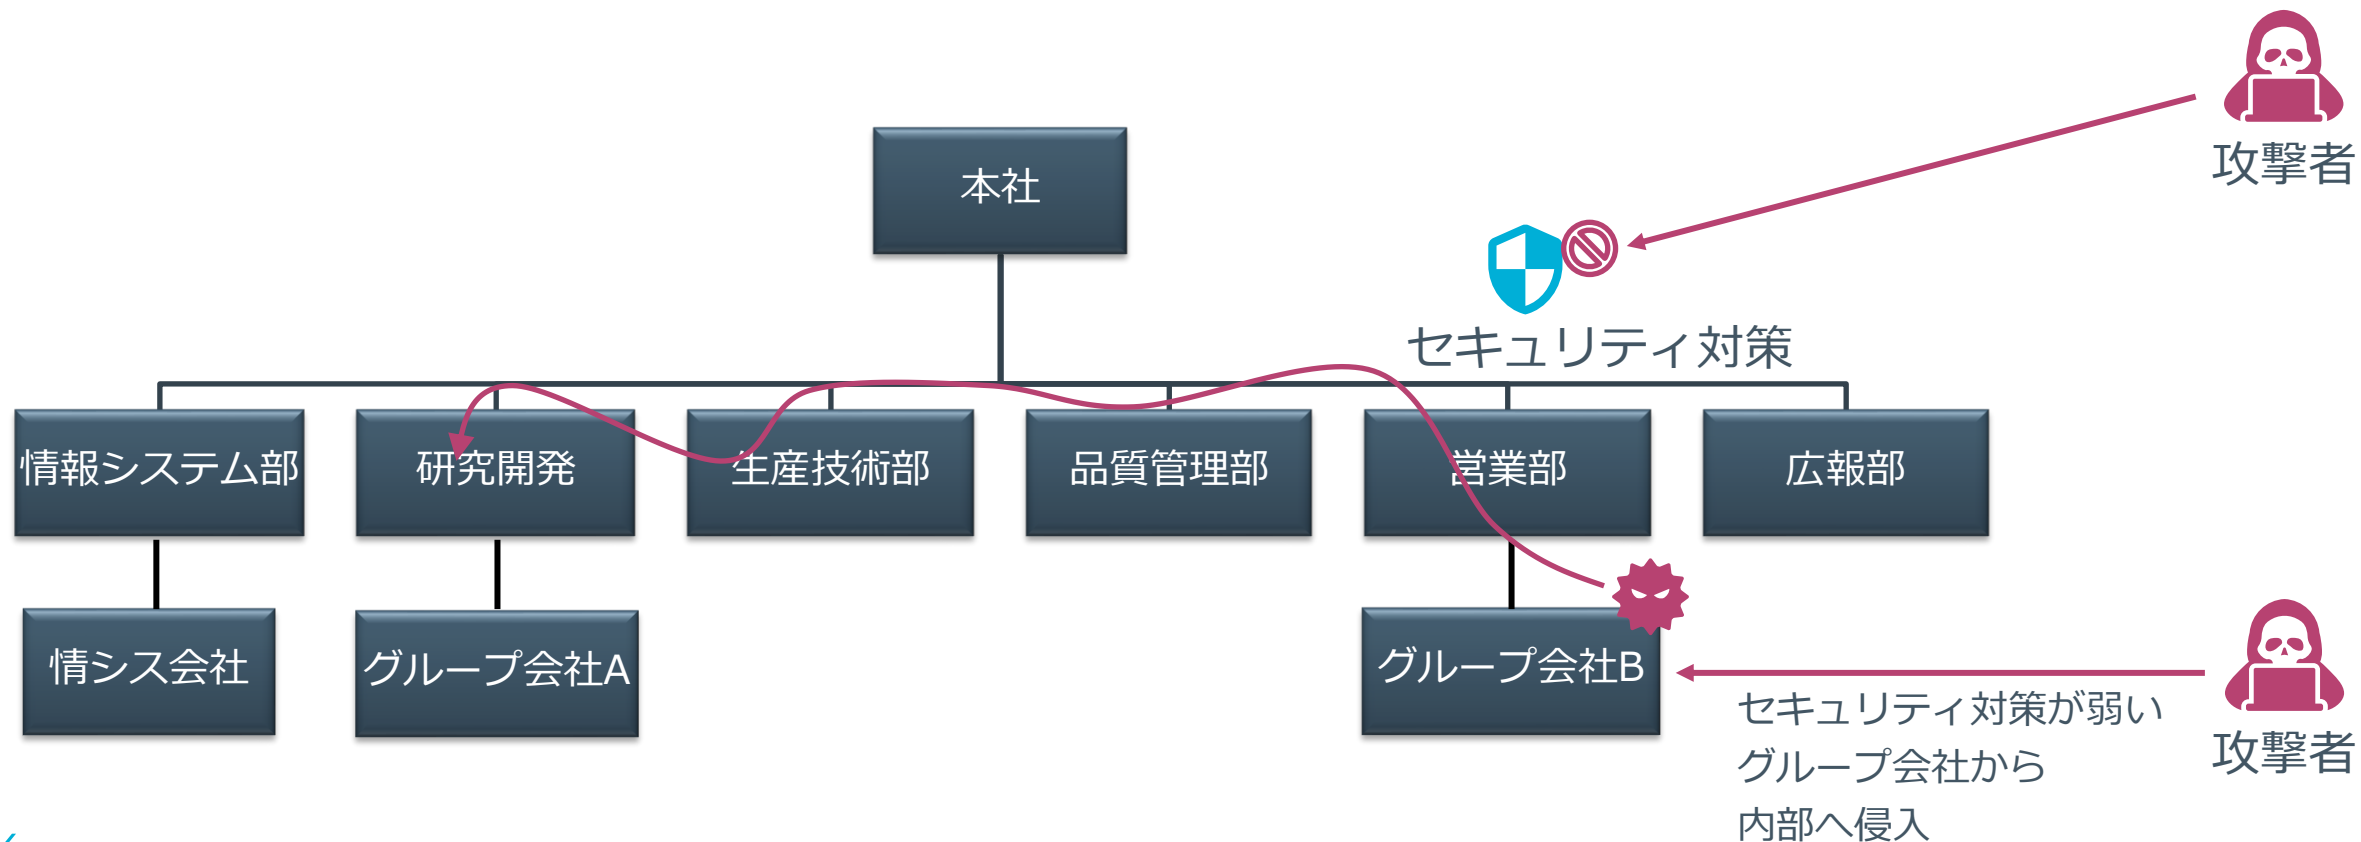 攻撃者
本社
セキュリティ対策
情報システム部
研究開発
生産技術部
品質管理部
営業部
広報部
情シス会社
グループ会社A
グループ会社B
セキュリティ対策が弱い
グループ会社から
内部へ侵入
攻撃者